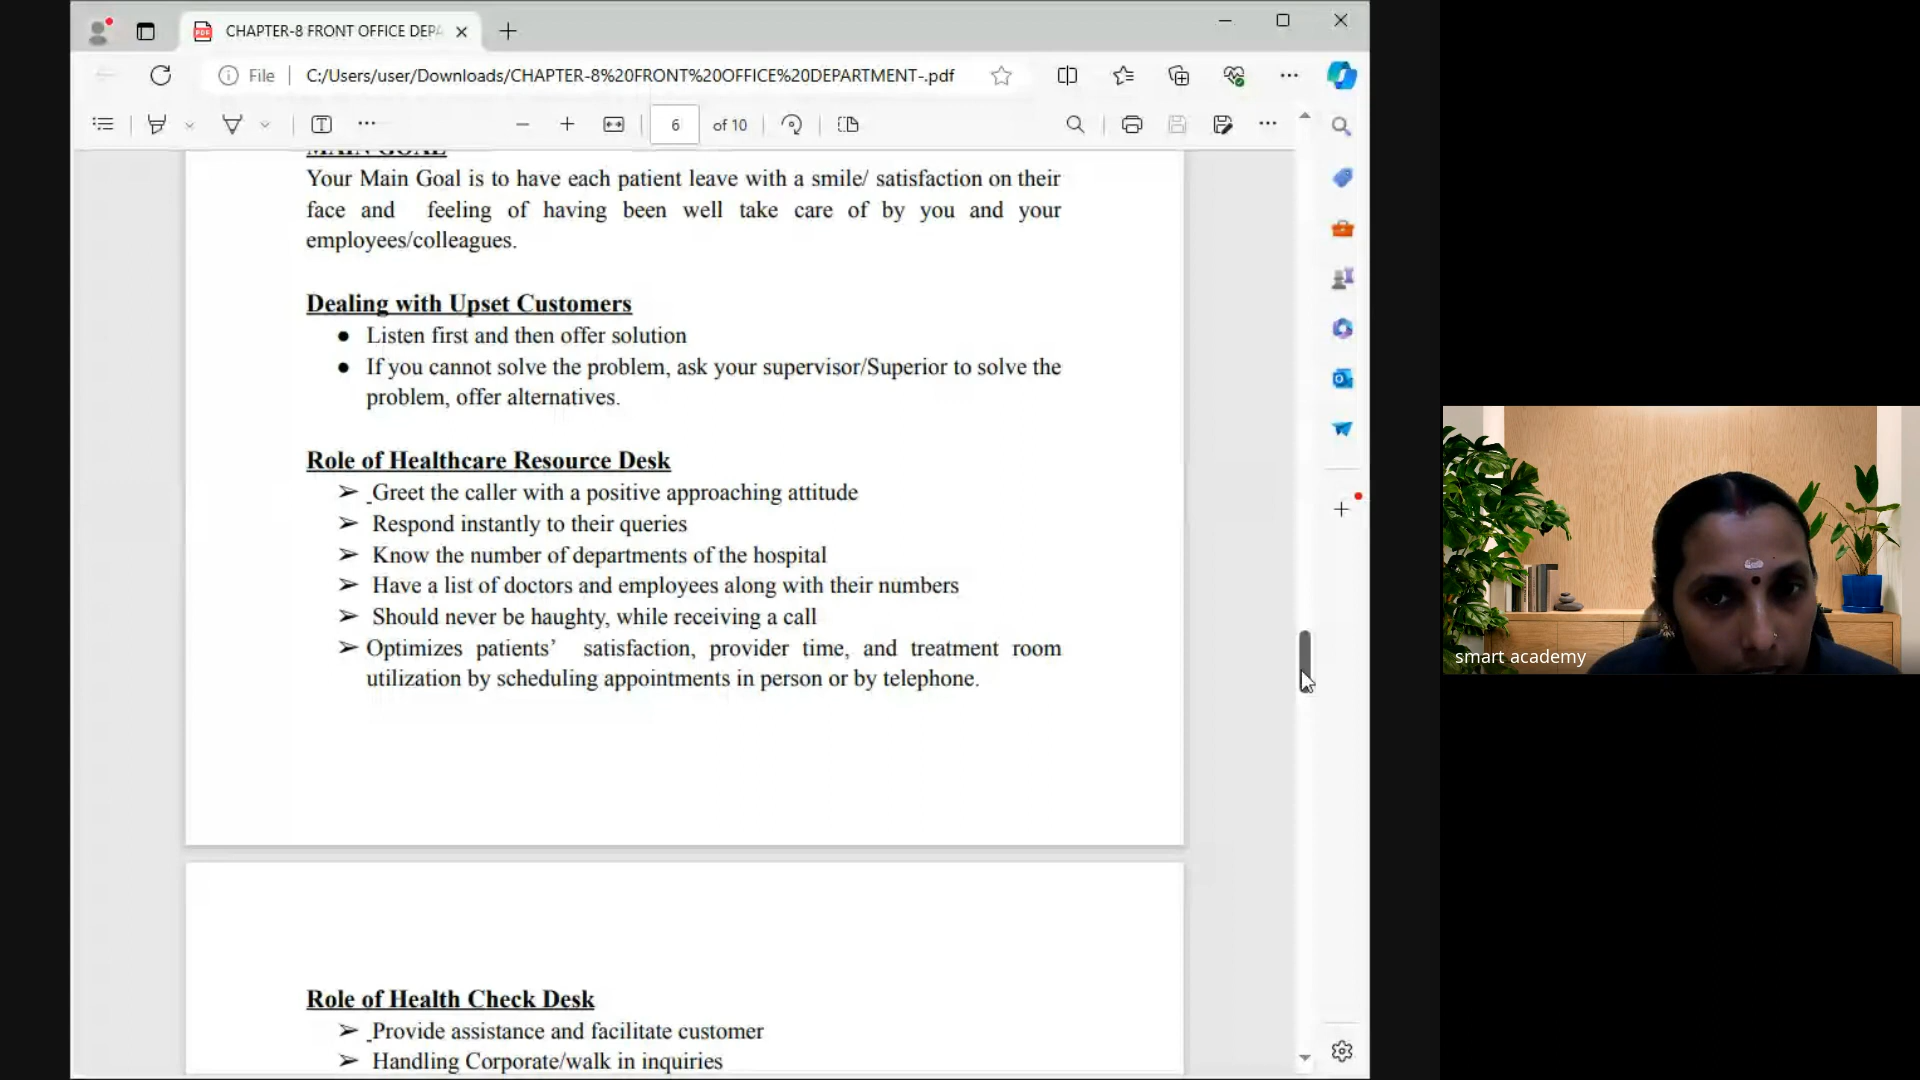 CHAPTER-8 FRONT OFFICE DEPA
File
C:/Users/user/Downloads/CHAPTER-8%20FRONT%20OFFICE%20DEPARTMENT-.pdf
6 of 10
MAIN GOAL
Your Main Goal is to have each patient leave with a smile/ satisfaction on their
face and feeling of having been well take care of by you and your
employees/colleagues.
Dealing with Upset Customers
● Listen first and then offer solution
● If you cannot solve the problem, ask your supervisor/Superior to solve the
problem, offer alternatives.
Role of Healthcare Resource Desk
➢ Greet the caller with a positive approaching attitude
➢ Respond instantly to their queries
➢ Know the number of departments of the hospital
➢ Have a list of doctors and employees along with their numbers
➢ Should never be haughty, while receiving a call
➢ Optimizes patients’ satisfaction, provider time, and treatment room
utilization by scheduling appointments in person or by telephone.
smart academy
Role of Health Check Desk
➢ Provide assistance and facilitate customer
➢ Handling Corporate/walk in inquiries